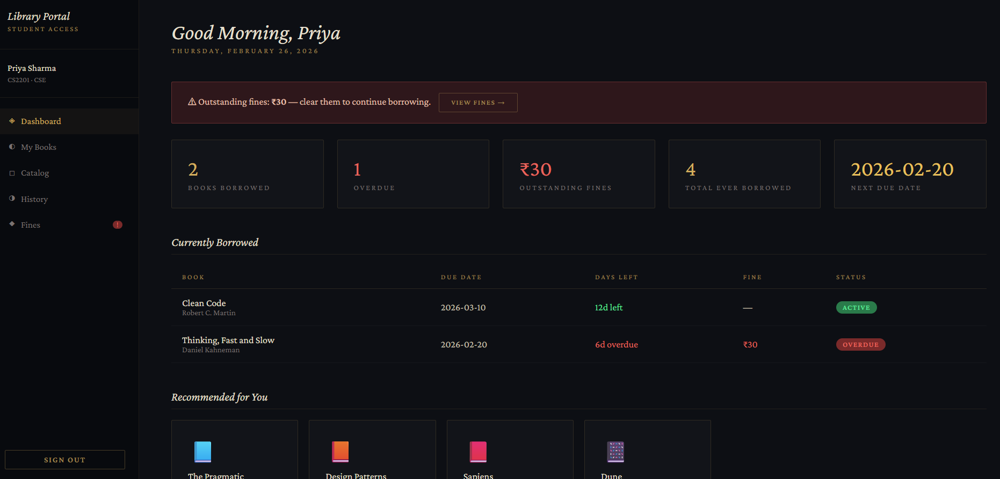 Library Portal
STUDENT ACCESS
Priya Sharma
CS2201 · CSE
Dashboard
My Books
Catalog
History
Fines !
SIGN OUT
Good Morning, Priya
THURSDAY, FEBRUARY 26, 2026
⚠ Outstanding fines: ₹30 — clear them to continue borrowing. VIEW FINES →
2
BOOKS BORROWED
1
OVERDUE
₹30
OUTSTANDING FINES
4
TOTAL EVER BORROWED
2026-02-20
NEXT DUE DATE
Currently Borrowed
BOOK DUE DATE DAYS LEFT FINE STATUS
Clean Code
Robert C. Martin
2026-03-10 12d left — ACTIVE
Thinking, Fast and Slow
Daniel Kahneman
2026-02-20 6d overdue ₹30 OVERDUE
Recommended for You
The Pragmatic
Design Patterns
Sapiens
Dune